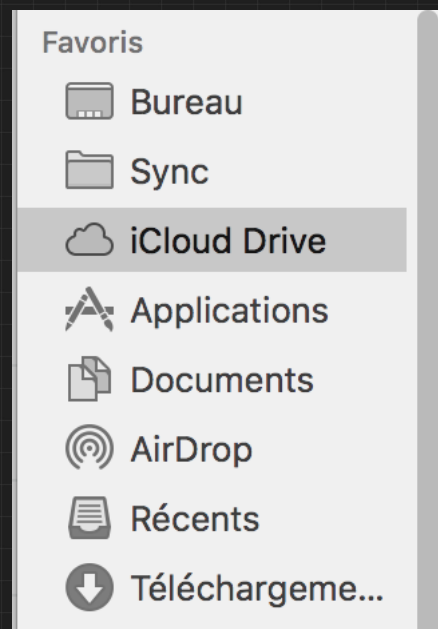 Favoris
Bureau
Sync
iCloud Drive
Applications
Documents
AirDrop
Récents
Téléchargeme...